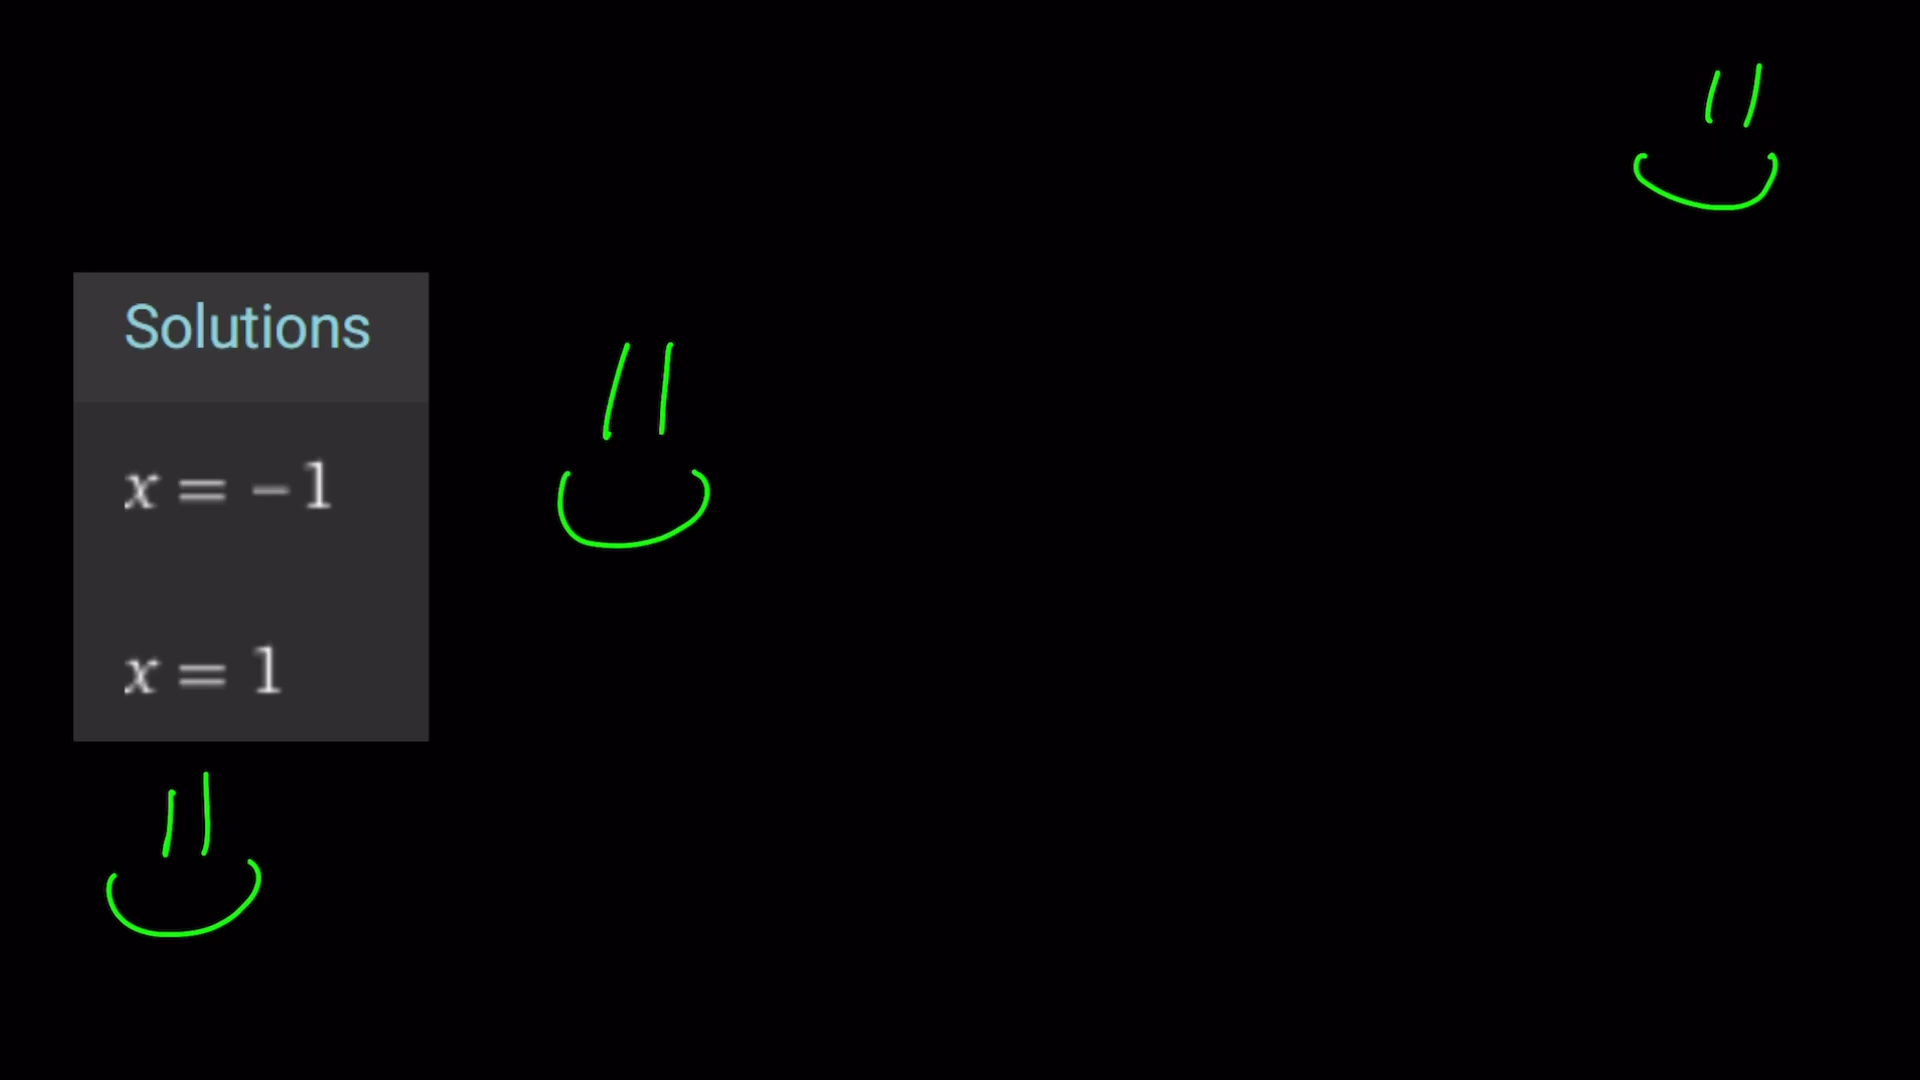 Solutions
x = −1
x = 1